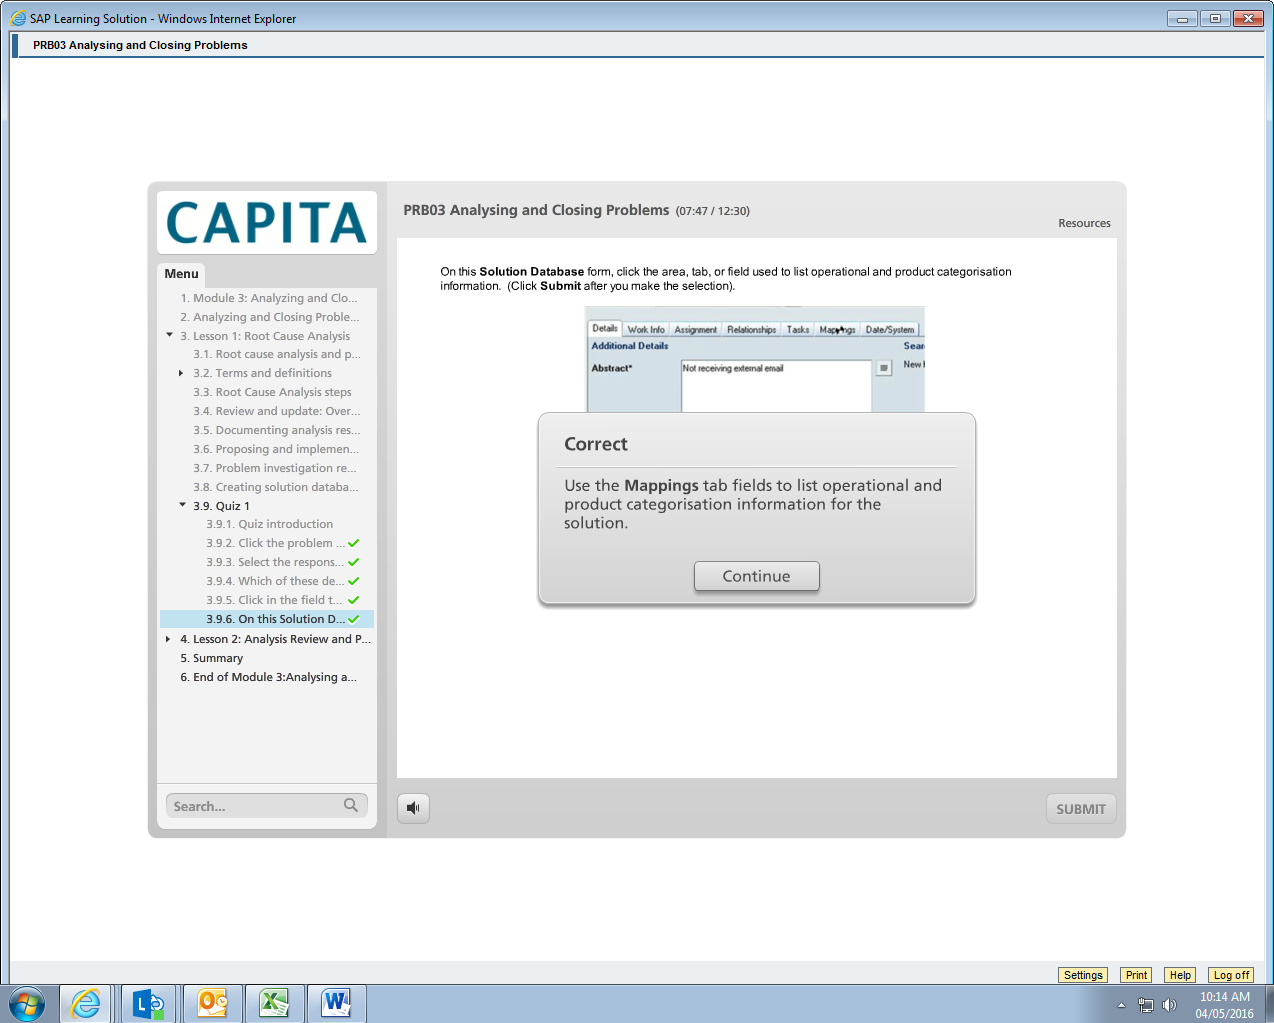 SAP Learning Solution - Windows Internet Explorer
PRB03 Analysing and Closing Problems
CAPITA
PRB03 Analysing and Closing Problems (07:47 / 12:30)
Resources
Menu
1. Module 3: Analyzing and Clo...
2. Analyzing and Closing Proble...
3. Lesson 1: Root Cause Analysis
3.1. Root cause analysis and p...
3.2. Terms and definitions
3.3. Root Cause Analysis steps
3.4. Review and update: Over...
3.5. Documenting analysis res...
3.6. Proposing and implemen...
3.7. Problem investigation re...
3.8. Creating solution databa...
3.9. Quiz 1
3.9.1. Quiz introduction
3.9.2. Click the problem ...
3.9.3. Select the respons...
3.9.4. Which of these de...
3.9.5. Click in the field t...
3.9.6. On this Solution D...
4. Lesson 2: Analysis Review and P...
5. Summary
6. End of Module 3:Analysing a...
Search...
On this Solution Database form, click the area, tab, or field used to list operational and product categorisation
information. (Click Submit after you make the selection).
Details Work Info Assignment Relationships Tasks Mappings Date/System
Additional Details Sear
Abstract* Not receiving external email New
Correct
Use the Mappings tab fields to list operational and
product categorisation information for the
solution.
Continue
SUBMIT
Settings Print Help Log off
10:14 AM
04/05/2016